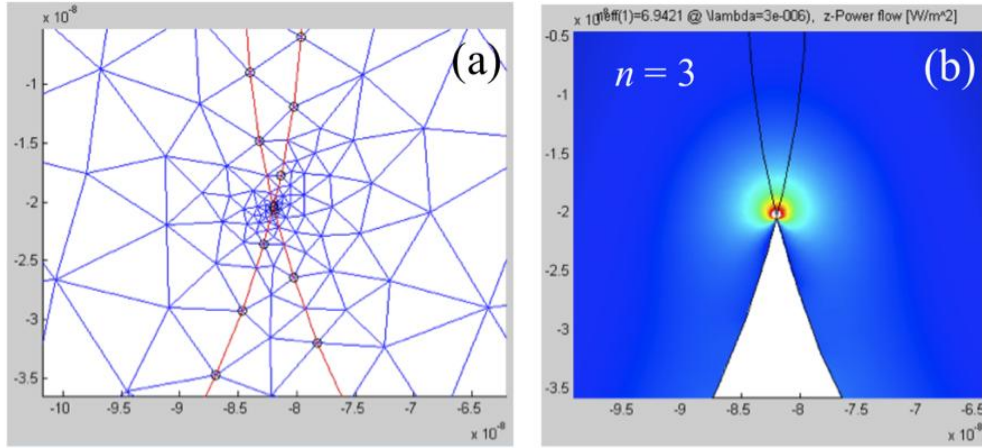 x 10⁻⁸
(a)
-1
-1.5
-2
-2.5
-3
-3.5
-10 -9.5 -9 -8.5 -8 -7.5 -7 -6.5
x 10⁻⁸
neff(1)=6.9421 @ \lambda=3e-006), z-Power flow [W/m^2]
-0.5
n = 3
(b)
-1
-1.5
-2
-2.5
-3
-3.5
-9.5 -9 -8.5 -8 -7.5 -7 -6.5
x 10⁻⁸